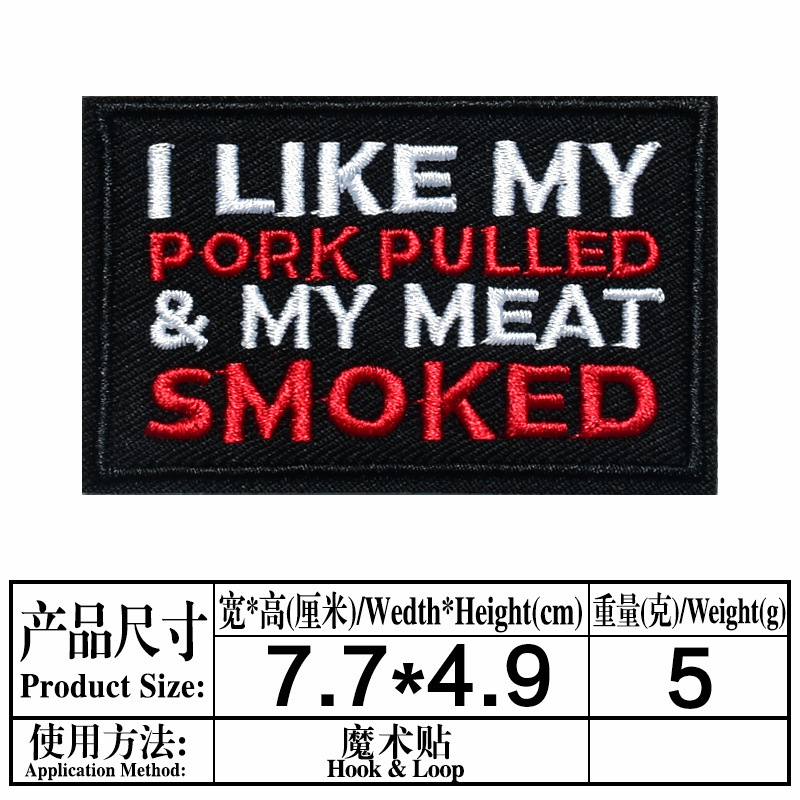 I LIKE MY
PORK PULLED
& MY MEAT
SMOKED
产品尺寸
Product Size:
宽*高(厘米)/Wedth*Height(cm)
重量(克)/Weight(g)
7.7*4.9
5
使用方法:
Application Method:
魔术贴
Hook & Loop